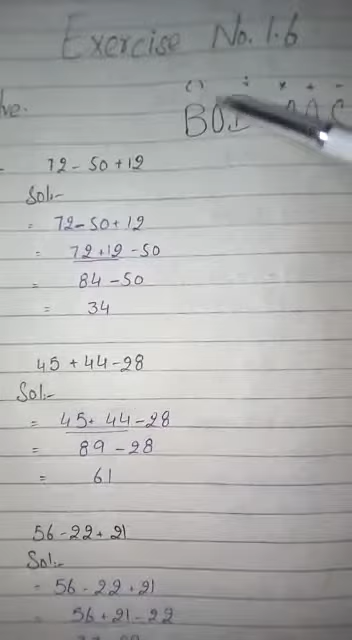 Exercise No. 1.6
() ÷ × + -
72 - 50 + 12
Sol:-
= 72 - 50 + 12
= 72 + 12 - 50
= 84 - 50
= 34
45 + 44 - 28
Sol:-
= 45 + 44 - 28
= 89 - 28
= 61
56 - 22 + 21
Sol:-
= 56 - 22 + 21
= 56 + 21 - 22